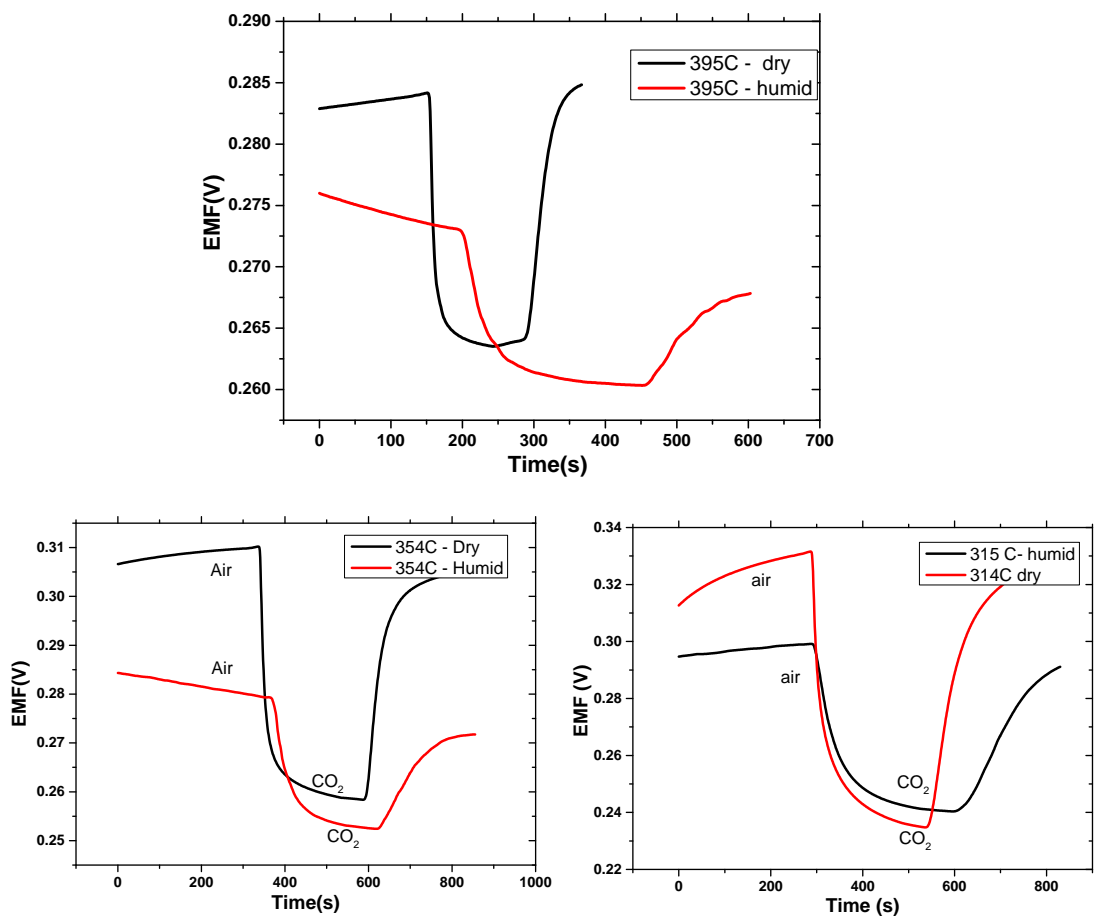 0.290
0.285
0.280
0.275
0.270
0.265
0.260
EMF(V)
395C - dry
395C - humid
0 100 200 300 400 500 600 700
Time(s)
0.31
0.30
0.29
0.28
0.27
0.26
0.25
EMF(V)
354C - Dry
354C - Humid
Air
Air
CO₂
CO₂
0 200 400 600 800 1000
Time(s)
0.34
0.32
0.30
0.28
0.26
0.24
0.22
EMF (V)
315 C- humid
314C dry
air
air
CO₂
CO₂
0 200 400 600 800
Time (s)